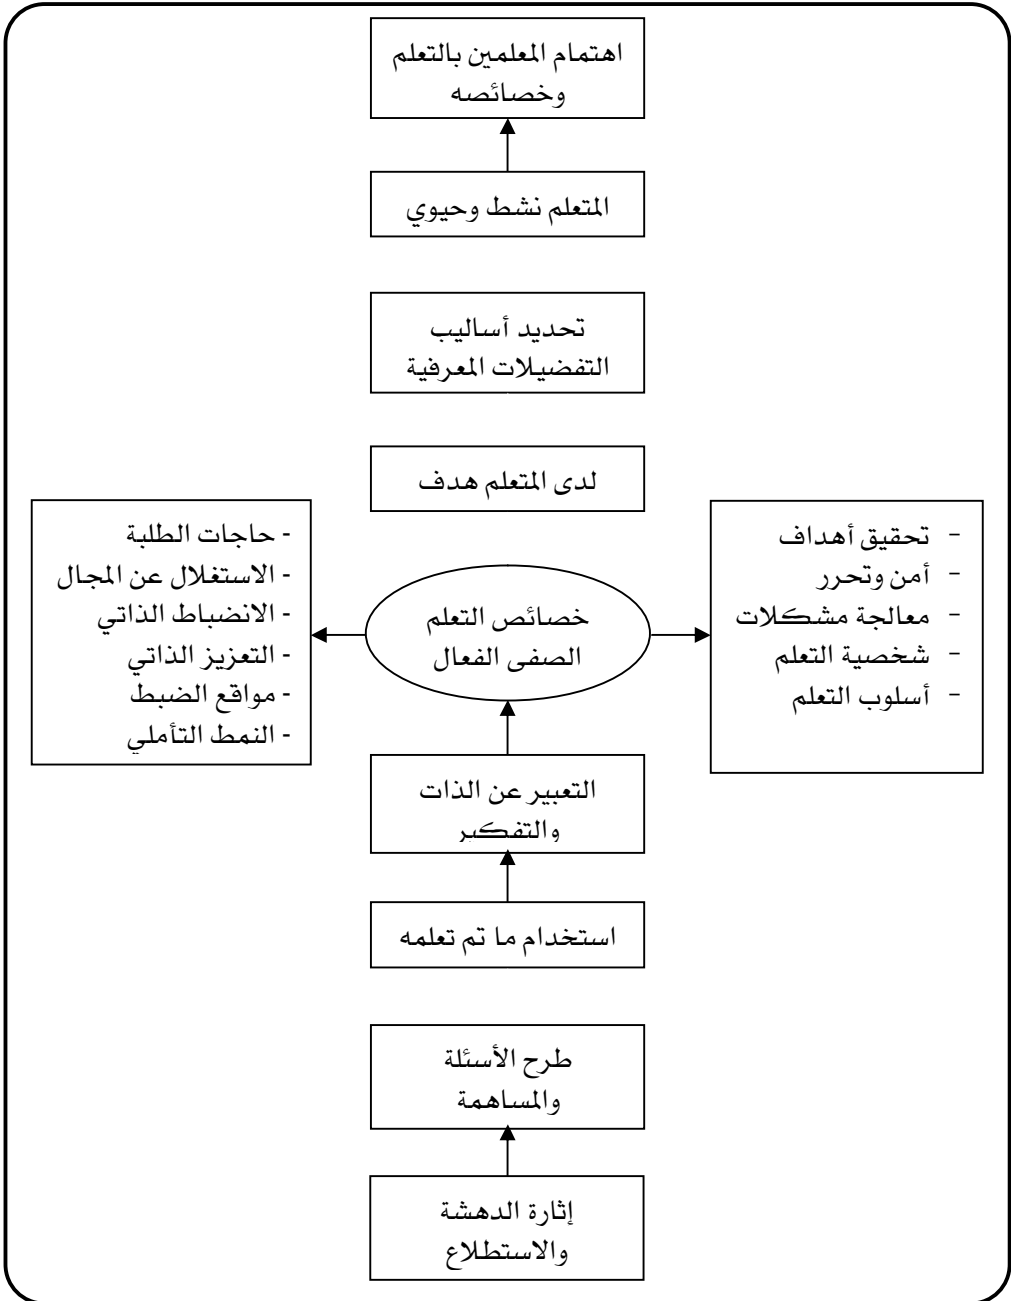 اهتمام المعلمين بالتعلم
وخصائصه
المتعلم نشط وحيوي
تحديد أساليب
التفضيلات المعرفية
لدى المتعلم هدف
- تحقيق أهداف
- أمن وتحرر
- معالجة مشكلات
- شخصية التعلم
- أسلوب التعلم
خصائص التعلم
الصفى الفعال
- حاجات الطلبة
- الاستغلال عن المجال
- الانضباط الذاتي
- التعزيز الذاتي
- مواقع الضبط
- النمط التأملي
التعبير عن الذات
والتفكير
استخدام ما تم تعلمه
طرح الأسئلة
والمساهمة
إثارة الدهشة
والاستطلاع